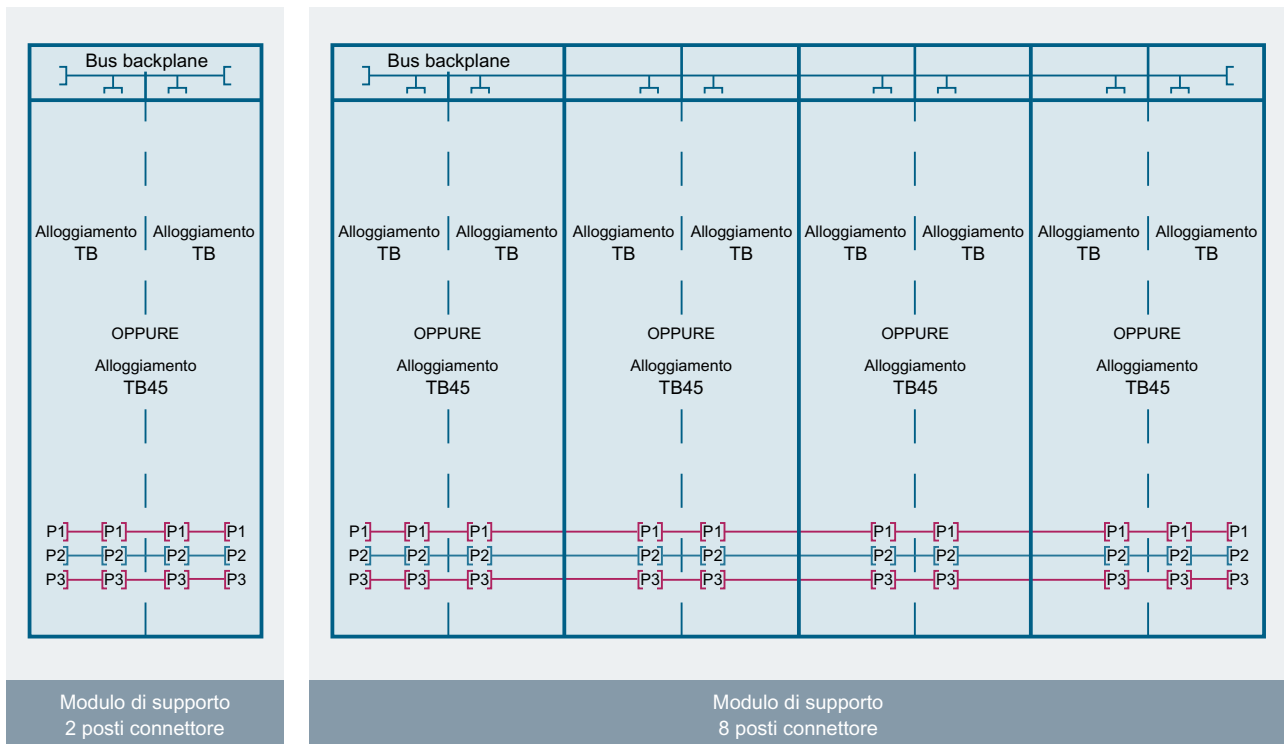 Bus backplane
Alloggiamento TB Alloggiamento TB
OPPURE
Alloggiamento
TB45
P1 P1 P1 P1
P2 P2 P2 P2
P3 P3 P3 P3
Modulo di supporto
2 posti connettore
Bus backplane
Alloggiamento TB Alloggiamento TB Alloggiamento TB Alloggiamento TB Alloggiamento TB Alloggiamento TB Alloggiamento TB Alloggiamento TB
OPPURE OPPURE OPPURE OPPURE
Alloggiamento Alloggiamento Alloggiamento Alloggiamento
TB45 TB45 TB45 TB45
P1 P1 P1 P1 P1 P1 P1 P1 P1 P1
P2 P2 P2 P2 P2 P2 P2 P2 P2 P2
P3 P3 P3 P3 P3 P3 P3 P3 P3 P3
Modulo di supporto
8 posti connettore